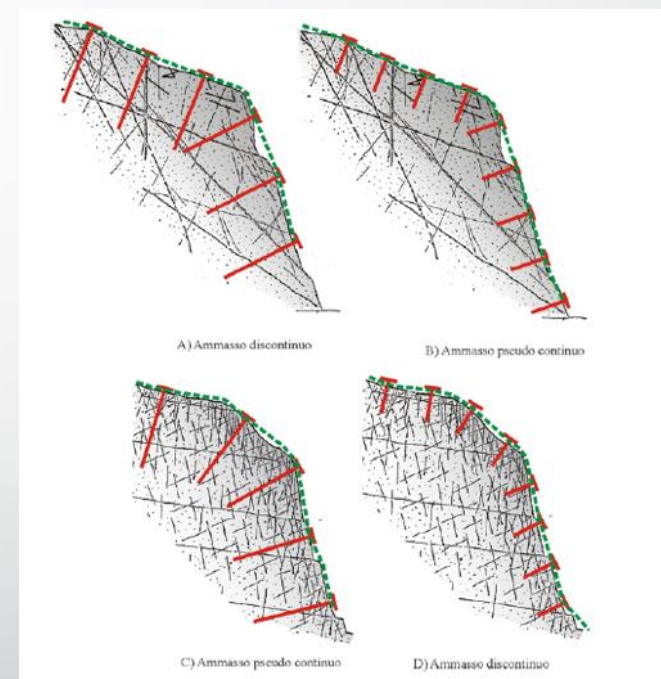 A) Ammasso discontinuo
B) Ammasso pseudo continuo
C) Ammasso pseudo continuo
D) Ammasso discontinuo